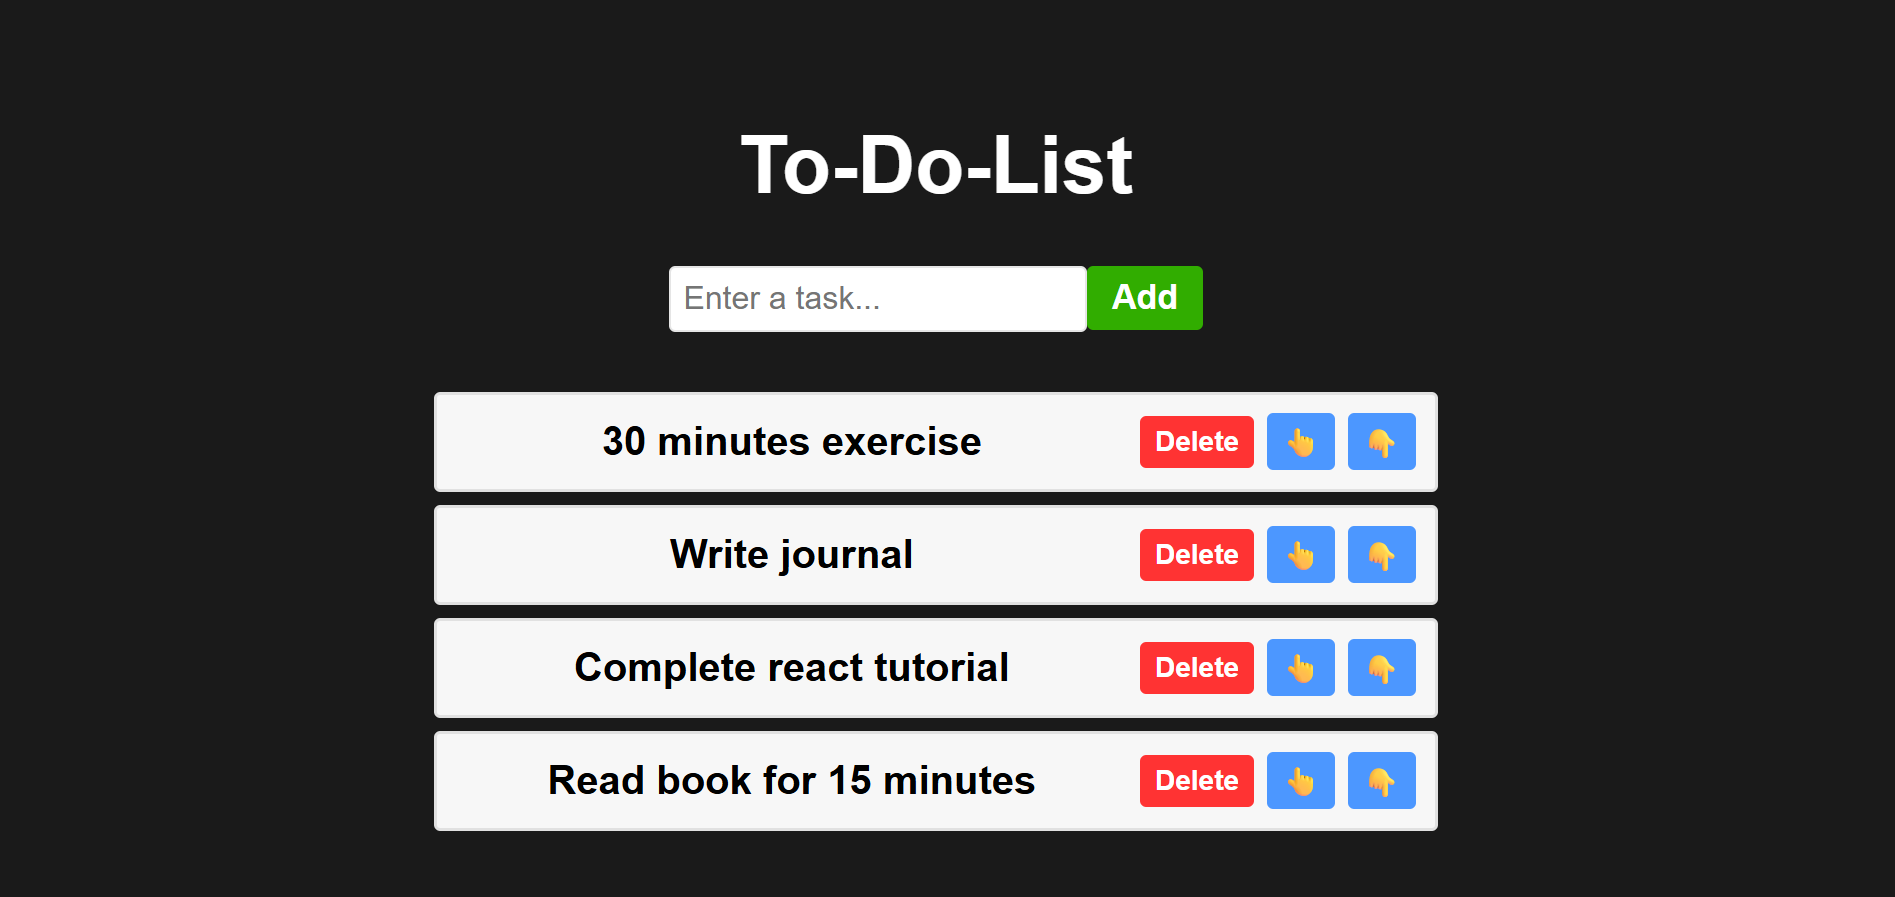 To-Do-List
Enter a task... Add
30 minutes exercise Delete 👆 👇
Write journal Delete 👆 👇
Complete react tutorial Delete 👆 👇
Read book for 15 minutes Delete 👆 👇